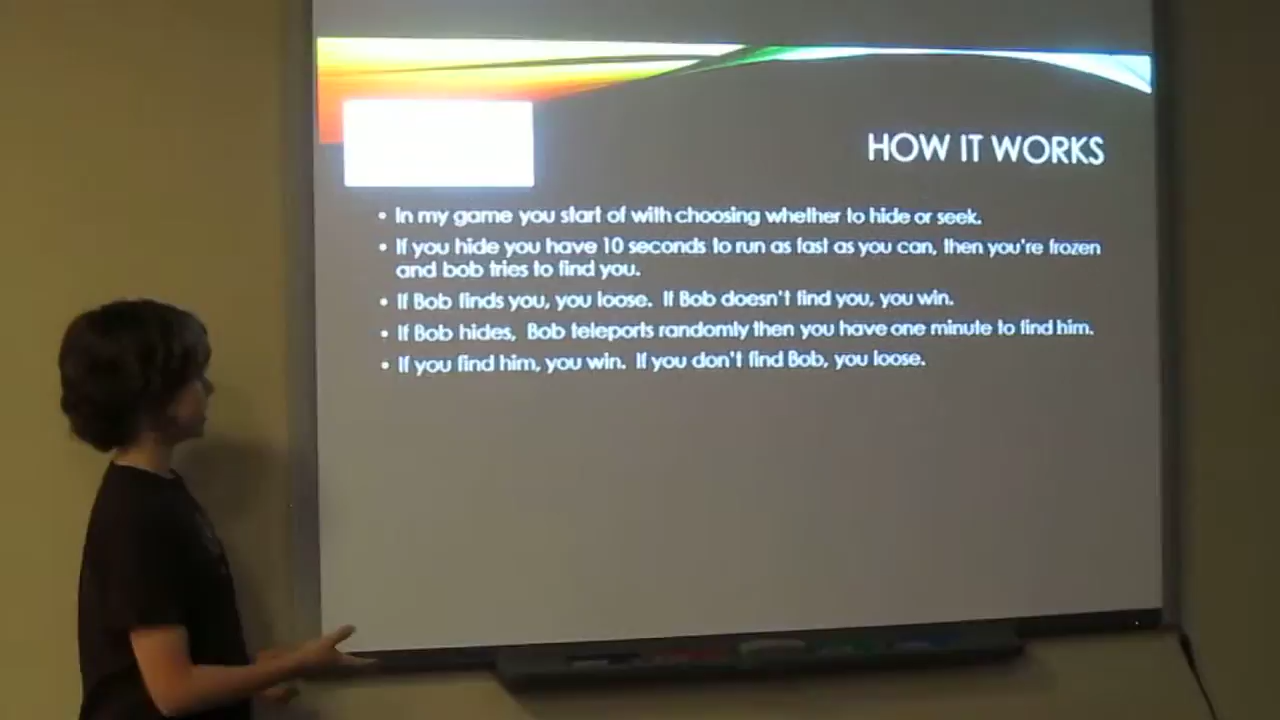 HOW IT WORKS
• In my game you start of with choosing whether to hide or seek.
• If you hide you have 10 seconds to run as fast as you can, then you're frozen
and bob tries to find you.
• If Bob finds you, you loose. If Bob doesn't find you, you win.
• If Bob hides, Bob teleports randomly then you have one minute to find him.
• If you find him, you win. If you don't find Bob, you loose.